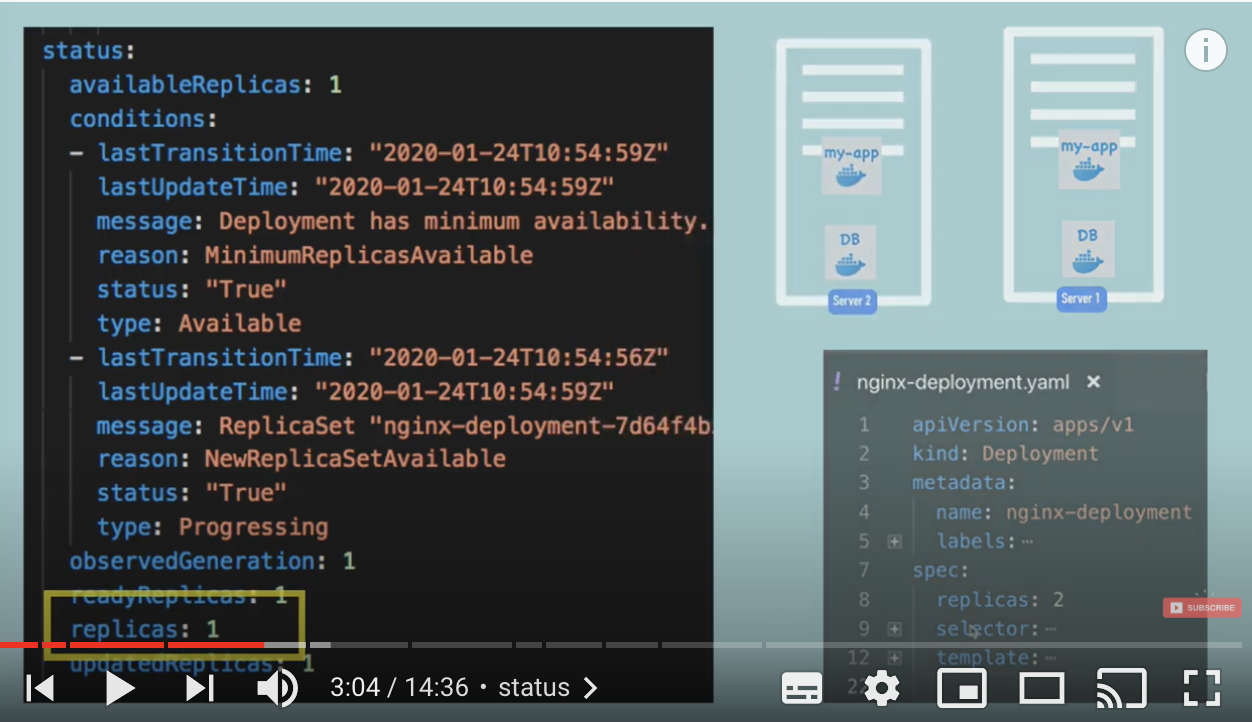 status:
availableReplicas: 1
conditions:
- lastTransitionTime: "2020-01-24T10:54:59Z"
lastUpdateTime: "2020-01-24T10:54:59Z"
message: Deployment has minimum availability.
reason: MinimumReplicasAvailable
status: "True"
type: Available
- lastTransitionTime: "2020-01-24T10:54:56Z"
lastUpdateTime: "2020-01-24T10:54:59Z"
message: ReplicaSet "nginx-deployment-7d64f4b
reason: NewReplicaSetAvailable
status: "True"
type: Progressing
observedGeneration: 1
readyReplicas: 1
replicas: 1
updatedReplicas: 1
my-app
DB
Server 2
my-app
DB
Server 1
! nginx-deployment.yaml ×
1 apiVersion: apps/v1
2 kind: Deployment
3 metadata:
4 name: nginx-deployment
5 labels:⋯
7 spec:
8 replicas: 2
9 selector:⋯
12 template:⋯
22
SUBSCRIBE
3:04 / 14:36 • status